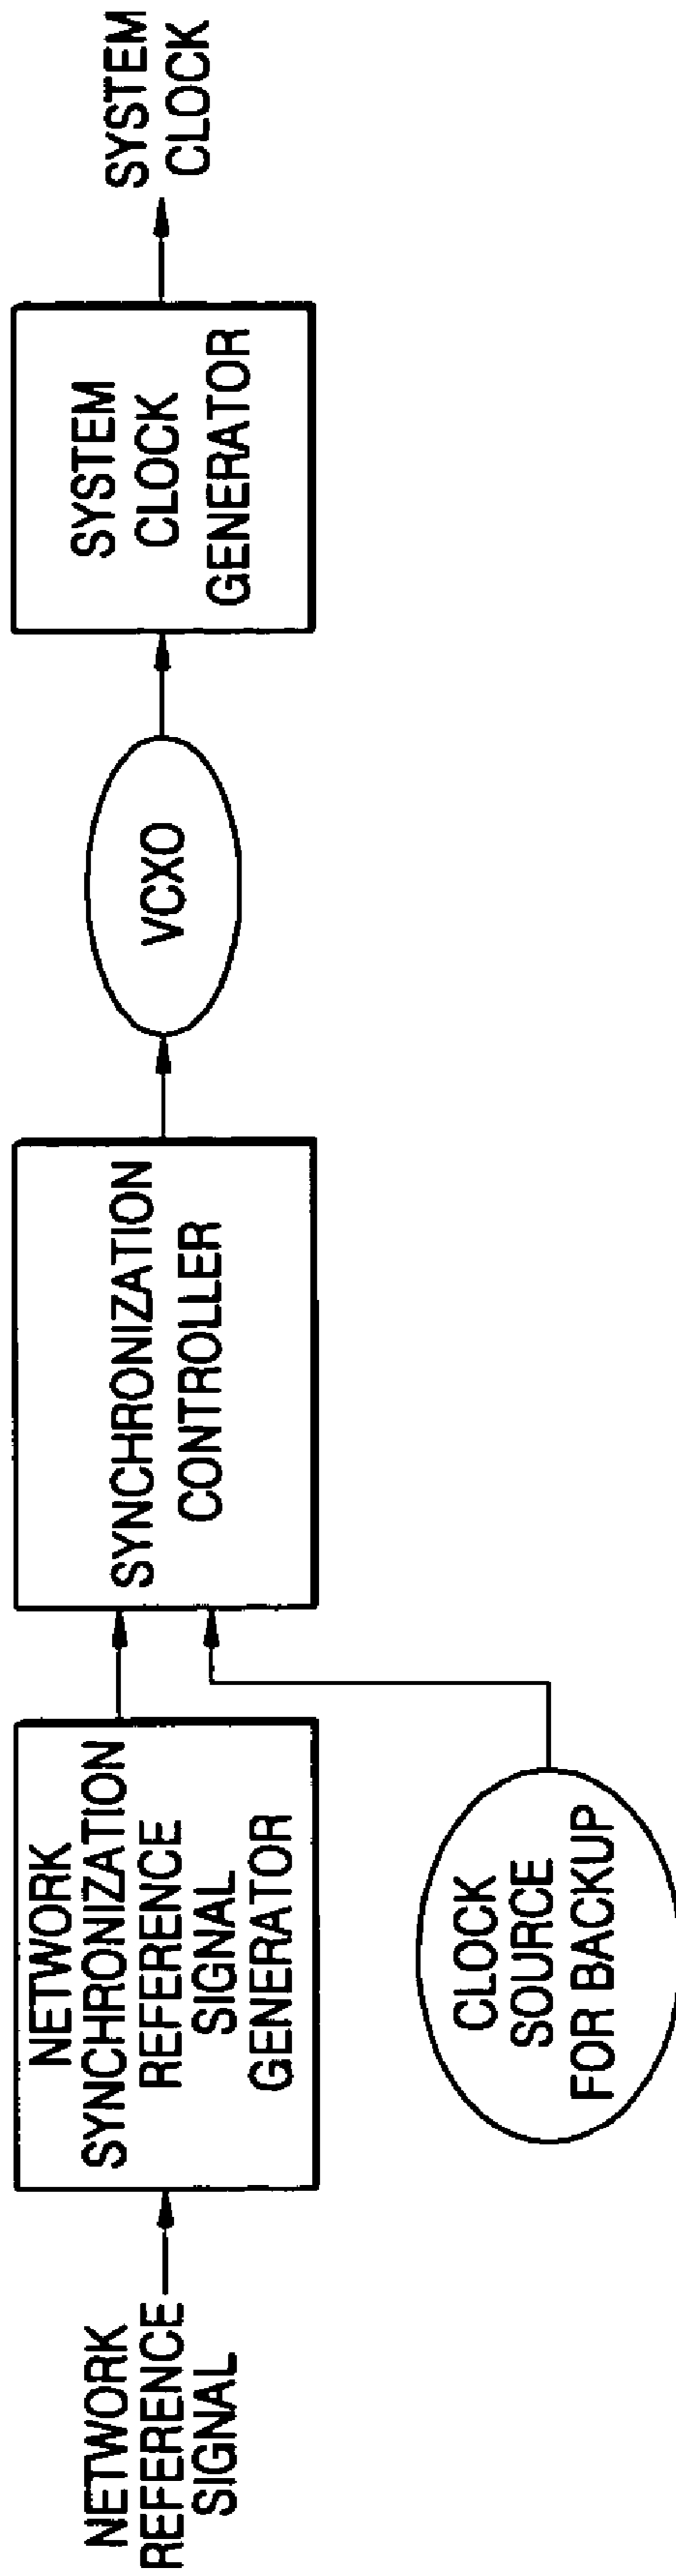 NETWORK
REFERENCE
SIGNAL
NETWORK
SYNCHRONIZATION
REFERENCE
SIGNAL
GENERATOR
CLOCK
SOURCE
FOR BACKUP
SYNCHRONIZATION
CONTROLLER
VCXO
SYSTEM
CLOCK
GENERATOR
SYSTEM
CLOCK